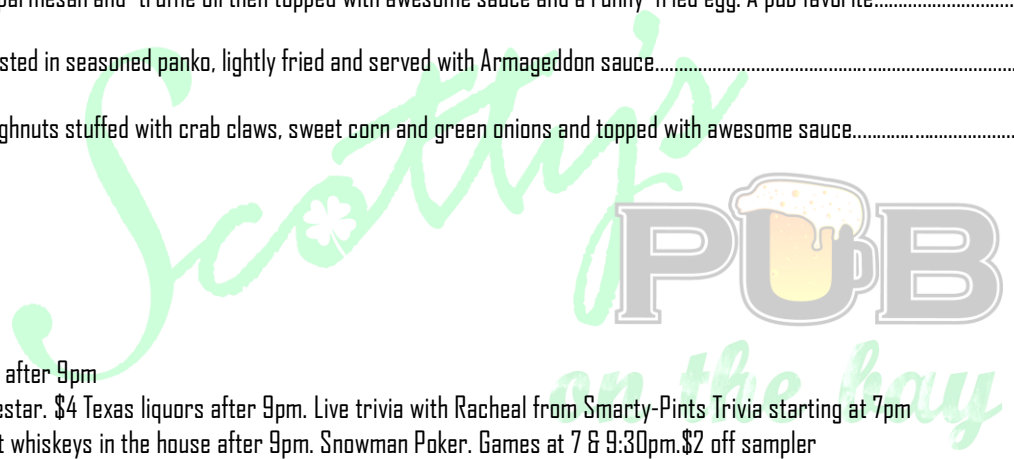 parmesan and truffle oil then topped with awesome sauce and a runny fried egg. A pub favorite..............................
sted in seasoned panko, lightly fried and served with Armageddon sauce..............................................................................
ghnuts stuffed with crab claws, sweet corn and green onions and topped with awesome sauce...................................
Scotty's
PUB
on the bay
after 9pm
estar. $4 Texas liquors after 9pm. Live trivia with Racheal from Smarty-Pints Trivia starting at 7pm
t whiskeys in the house after 9pm. Snowman Poker. Games at 7 & 9:30pm.$2 off sampler